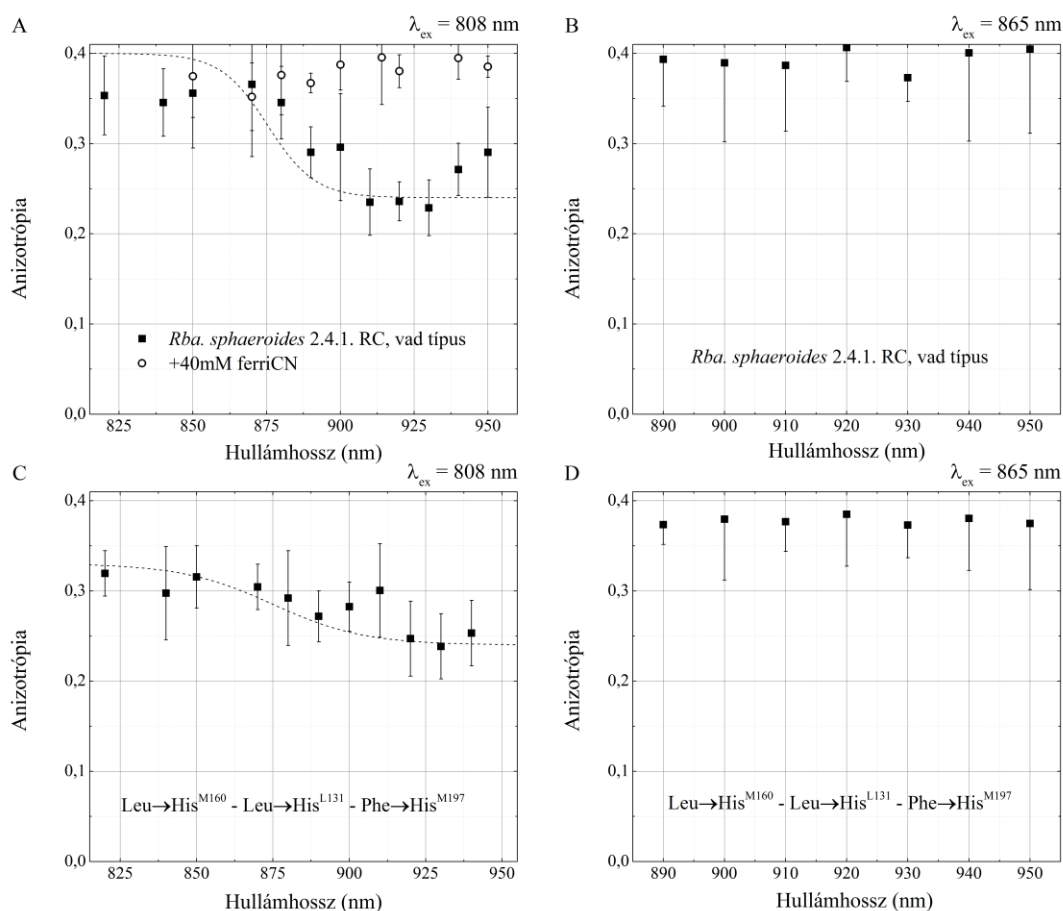 A
λex = 808 nm
0,4
0,3
0,2
0,1
0,0
Anizotrópia
Rba. sphaeroides 2.4.1. RC, vad típus
+40mM ferriCN
825 850 875 900 925 950
Hullámhossz (nm)
B
λex = 865 nm
0,4
0,3
0,2
0,1
0,0
Anizotrópia
Rba. sphaeroides 2.4.1. RC, vad típus
890 900 910 920 930 940 950
Hullámhossz (nm)
C
λex = 808 nm
0,4
0,3
0,2
0,1
0,0
Anizotrópia
Leu→HisM160 - Leu→HisL131 - Phe→HisM197
825 850 875 900 925 950
Hullámhossz (nm)
D
λex = 865 nm
0,4
0,3
0,2
0,1
0,0
Anizotrópia
Leu→HisM160 - Leu→HisL131 - Phe→HisM197
890 900 910 920 930 940 950
Hullámhossz (nm)